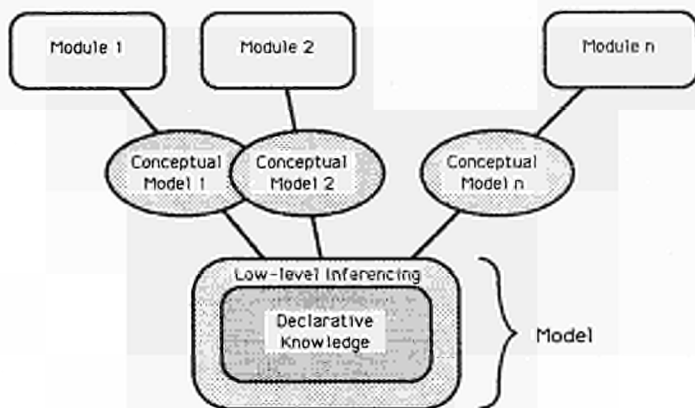 Module 1
Module 2
Module n
Conceptual
Model 1
Conceptual
Model 2
Conceptual
Model n
Low-level Inferencing
Declarative
Knowledge
Model